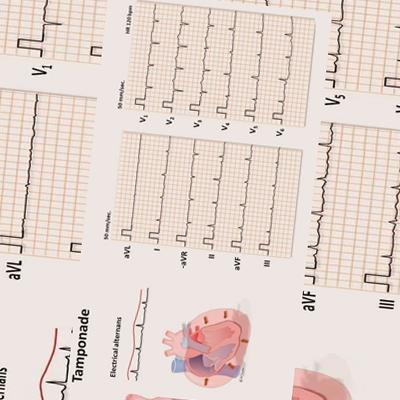 HR 120 bpm
50 mm/sec.
V1
V2
V3
V4
V5
V6
V1
V5
50 mm/sec.
aVL
I
-aVR
II
aVF
III
aVL
aVF
III
Electrical alternans
Tamponade